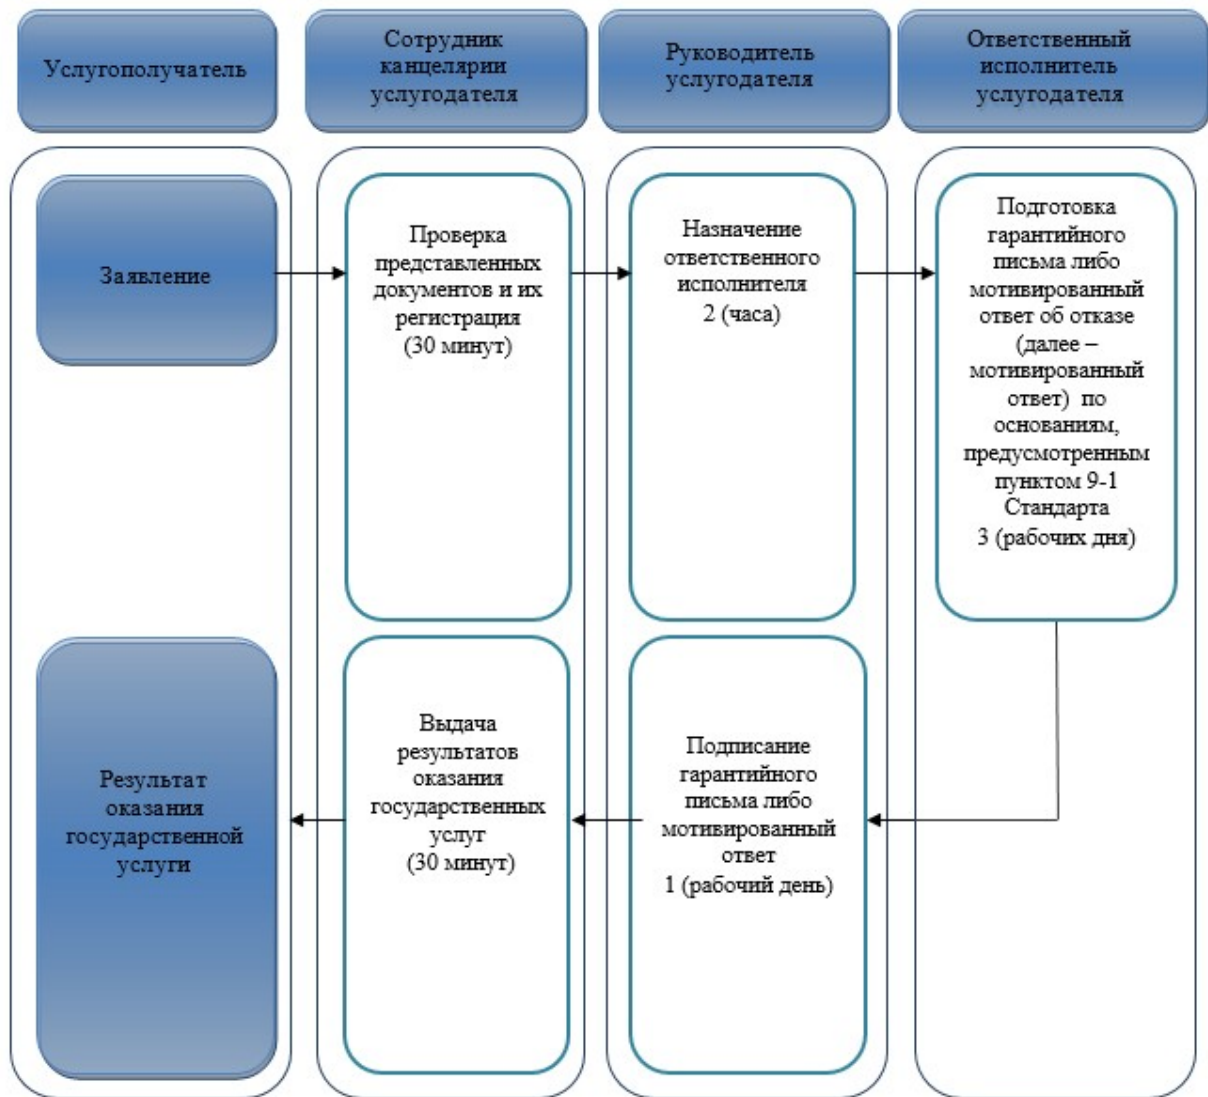 Услугополучатель
Сотрудник
канцелярии
услугодателя
Руководитель
услугодателя
Ответственный
исполнитель
услугодателя
Заявление
Проверка
представленных
документов и их
регистрация
(30 минут)
Назначение
ответственного
исполнителя
2 (часа)
Подготовка
гарантийного
письма либо
мотивированный
ответ об отказе
(далее –
мотивированный
ответ) по
основаниям,
предусмотренным
пунктом 9-1
Стандарта
3 (рабочих дня)
Результат
оказания
государственной
услуги
Выдача
результатов
оказания
государственных
услуг
(30 минут)
Подписание
гарантийного
письма либо
мотивированный
ответ
1 (рабочий день)